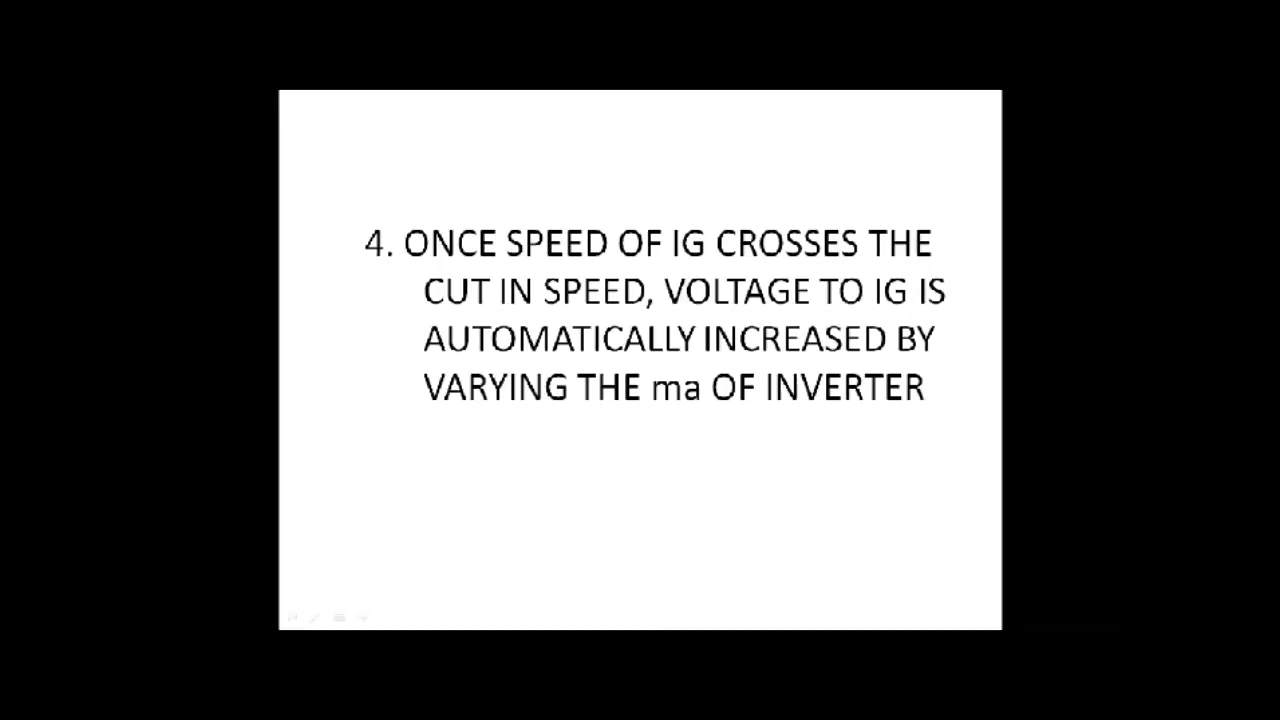 4. ONCE SPEED OF IG CROSSES THE
CUT IN SPEED, VOLTAGE TO IG IS
AUTOMATICALLY INCREASED BY
VARYING THE ma OF INVERTER